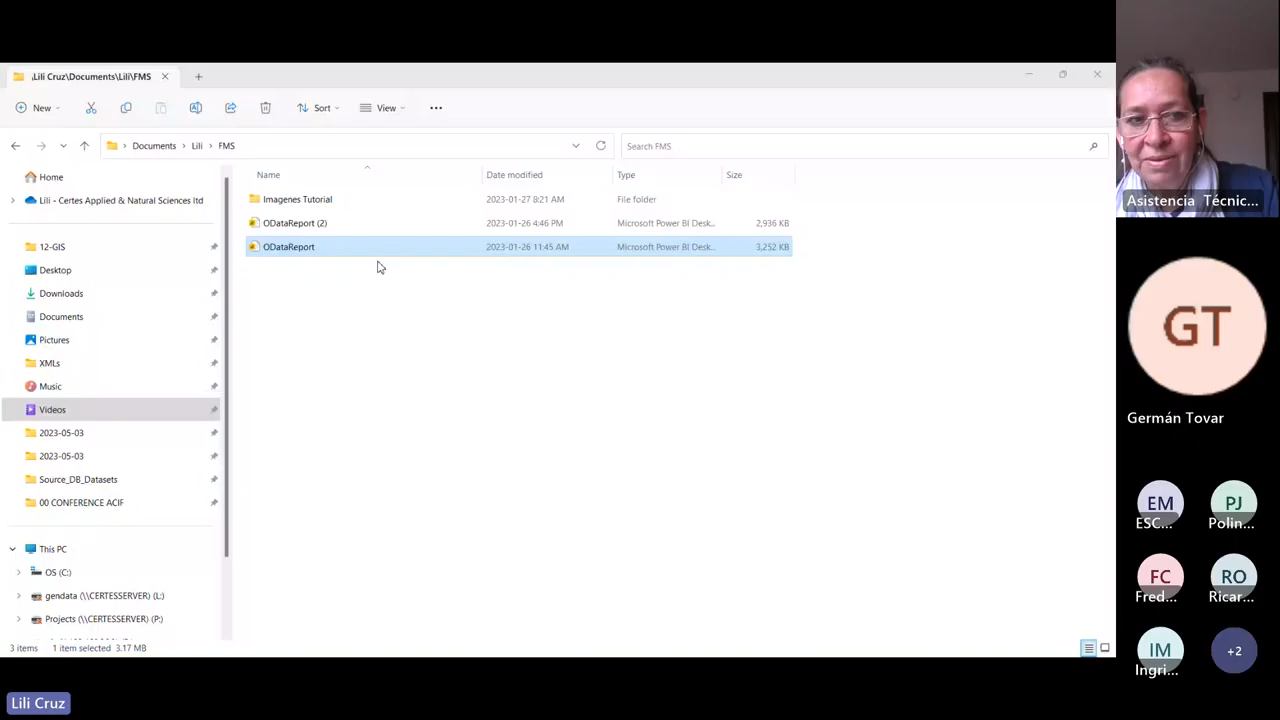 \Lili Cruz\Documents\Lili\FMS
New
Sort
View
Documents
Lili
FMS
Search FMS
Name
Date modified
Type
Size
Home
Lili - Certes Applied & Natural Sciences ltd
12-GIS
Desktop
Downloads
Documents
Pictures
XMLs
Music
Videos
2023-05-03
2023-05-03
Source_DB_Datasets
00 CONFERENCE ACIF
This PC
OS (C:)
gendata (\\CERTESSERVER) (L:)
Projects (\\CERTESSERVER) (P:)
Imagenes Tutorial
2023-01-27 8:21 AM
File folder
ODataReport (2)
2023-01-26 4:46 PM
Microsoft Power BI Desk...
2,936 KB
ODataReport
2023-01-26 11:45 AM
Microsoft Power BI Desk...
3,252 KB
3 items
1 item selected 3.17 MB
Lili Cruz
Asistencia Técnic...
GT
Germán Tovar
EM
ESC...
PJ
Polin...
FC
Fred...
RO
Ricar...
IM
Ingri...
+2